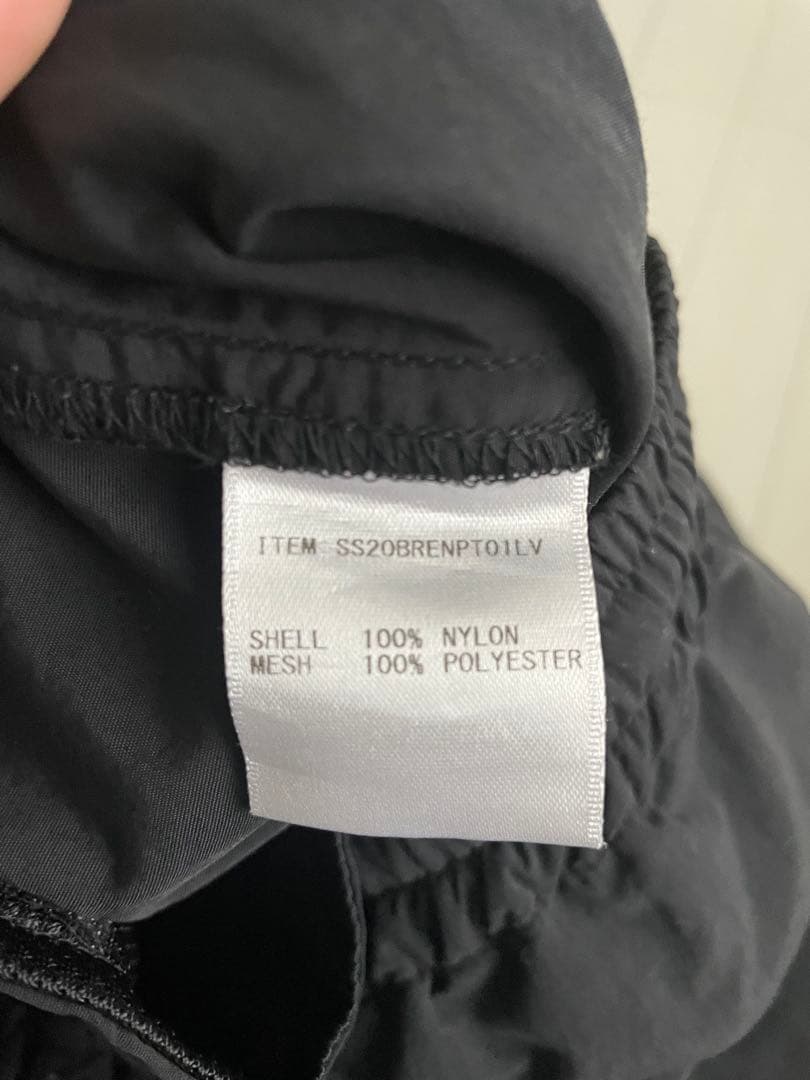 ITEM SS20BRENPT01LV
SHELL 100% NYLON
MESH 100% POLYESTER